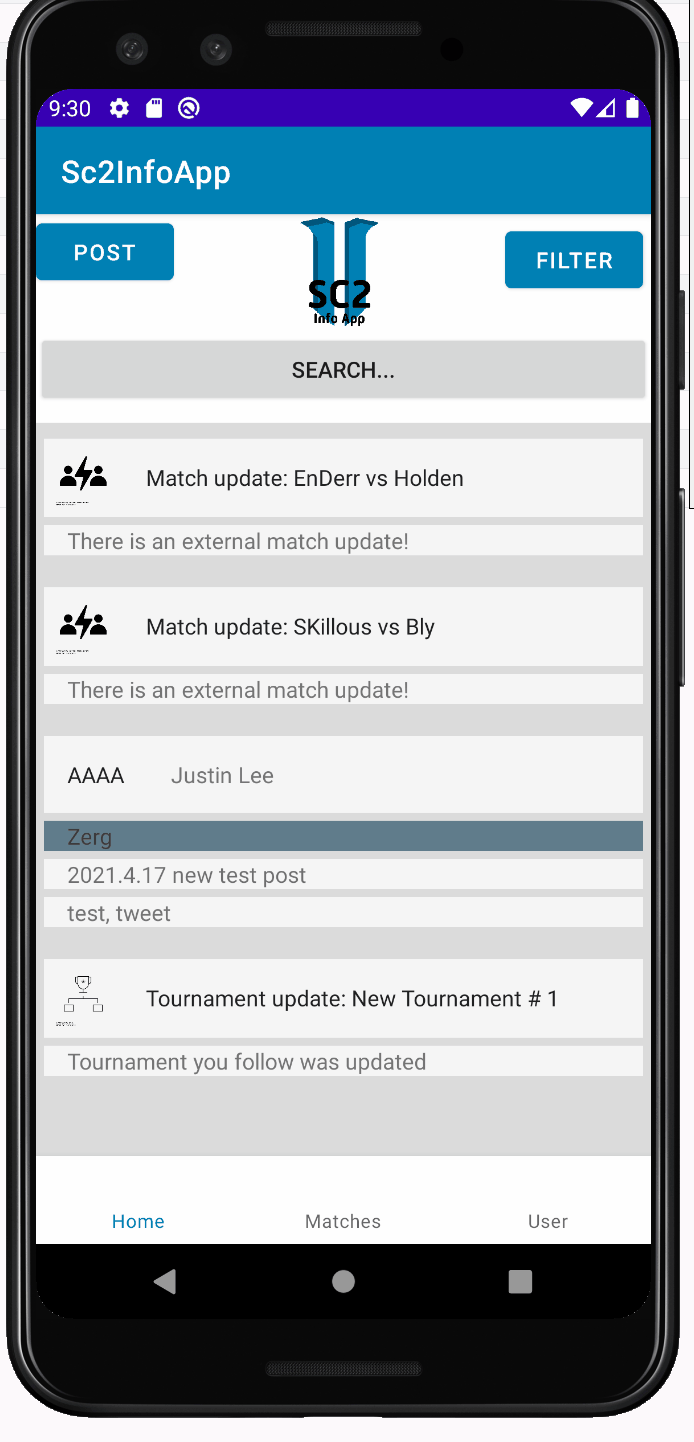 9:30
Sc2InfoApp
POST
FILTER
SC2
Info App
SEARCH...
Match update: EnDerr vs Holden
There is an external match update!
Match update: SKillous vs Bly
There is an external match update!
AAAA Justin Lee
Zerg
2021.4.17 new test post
test, tweet
Tournament update: New Tournament # 1
Tournament you follow was updated
Home Matches User